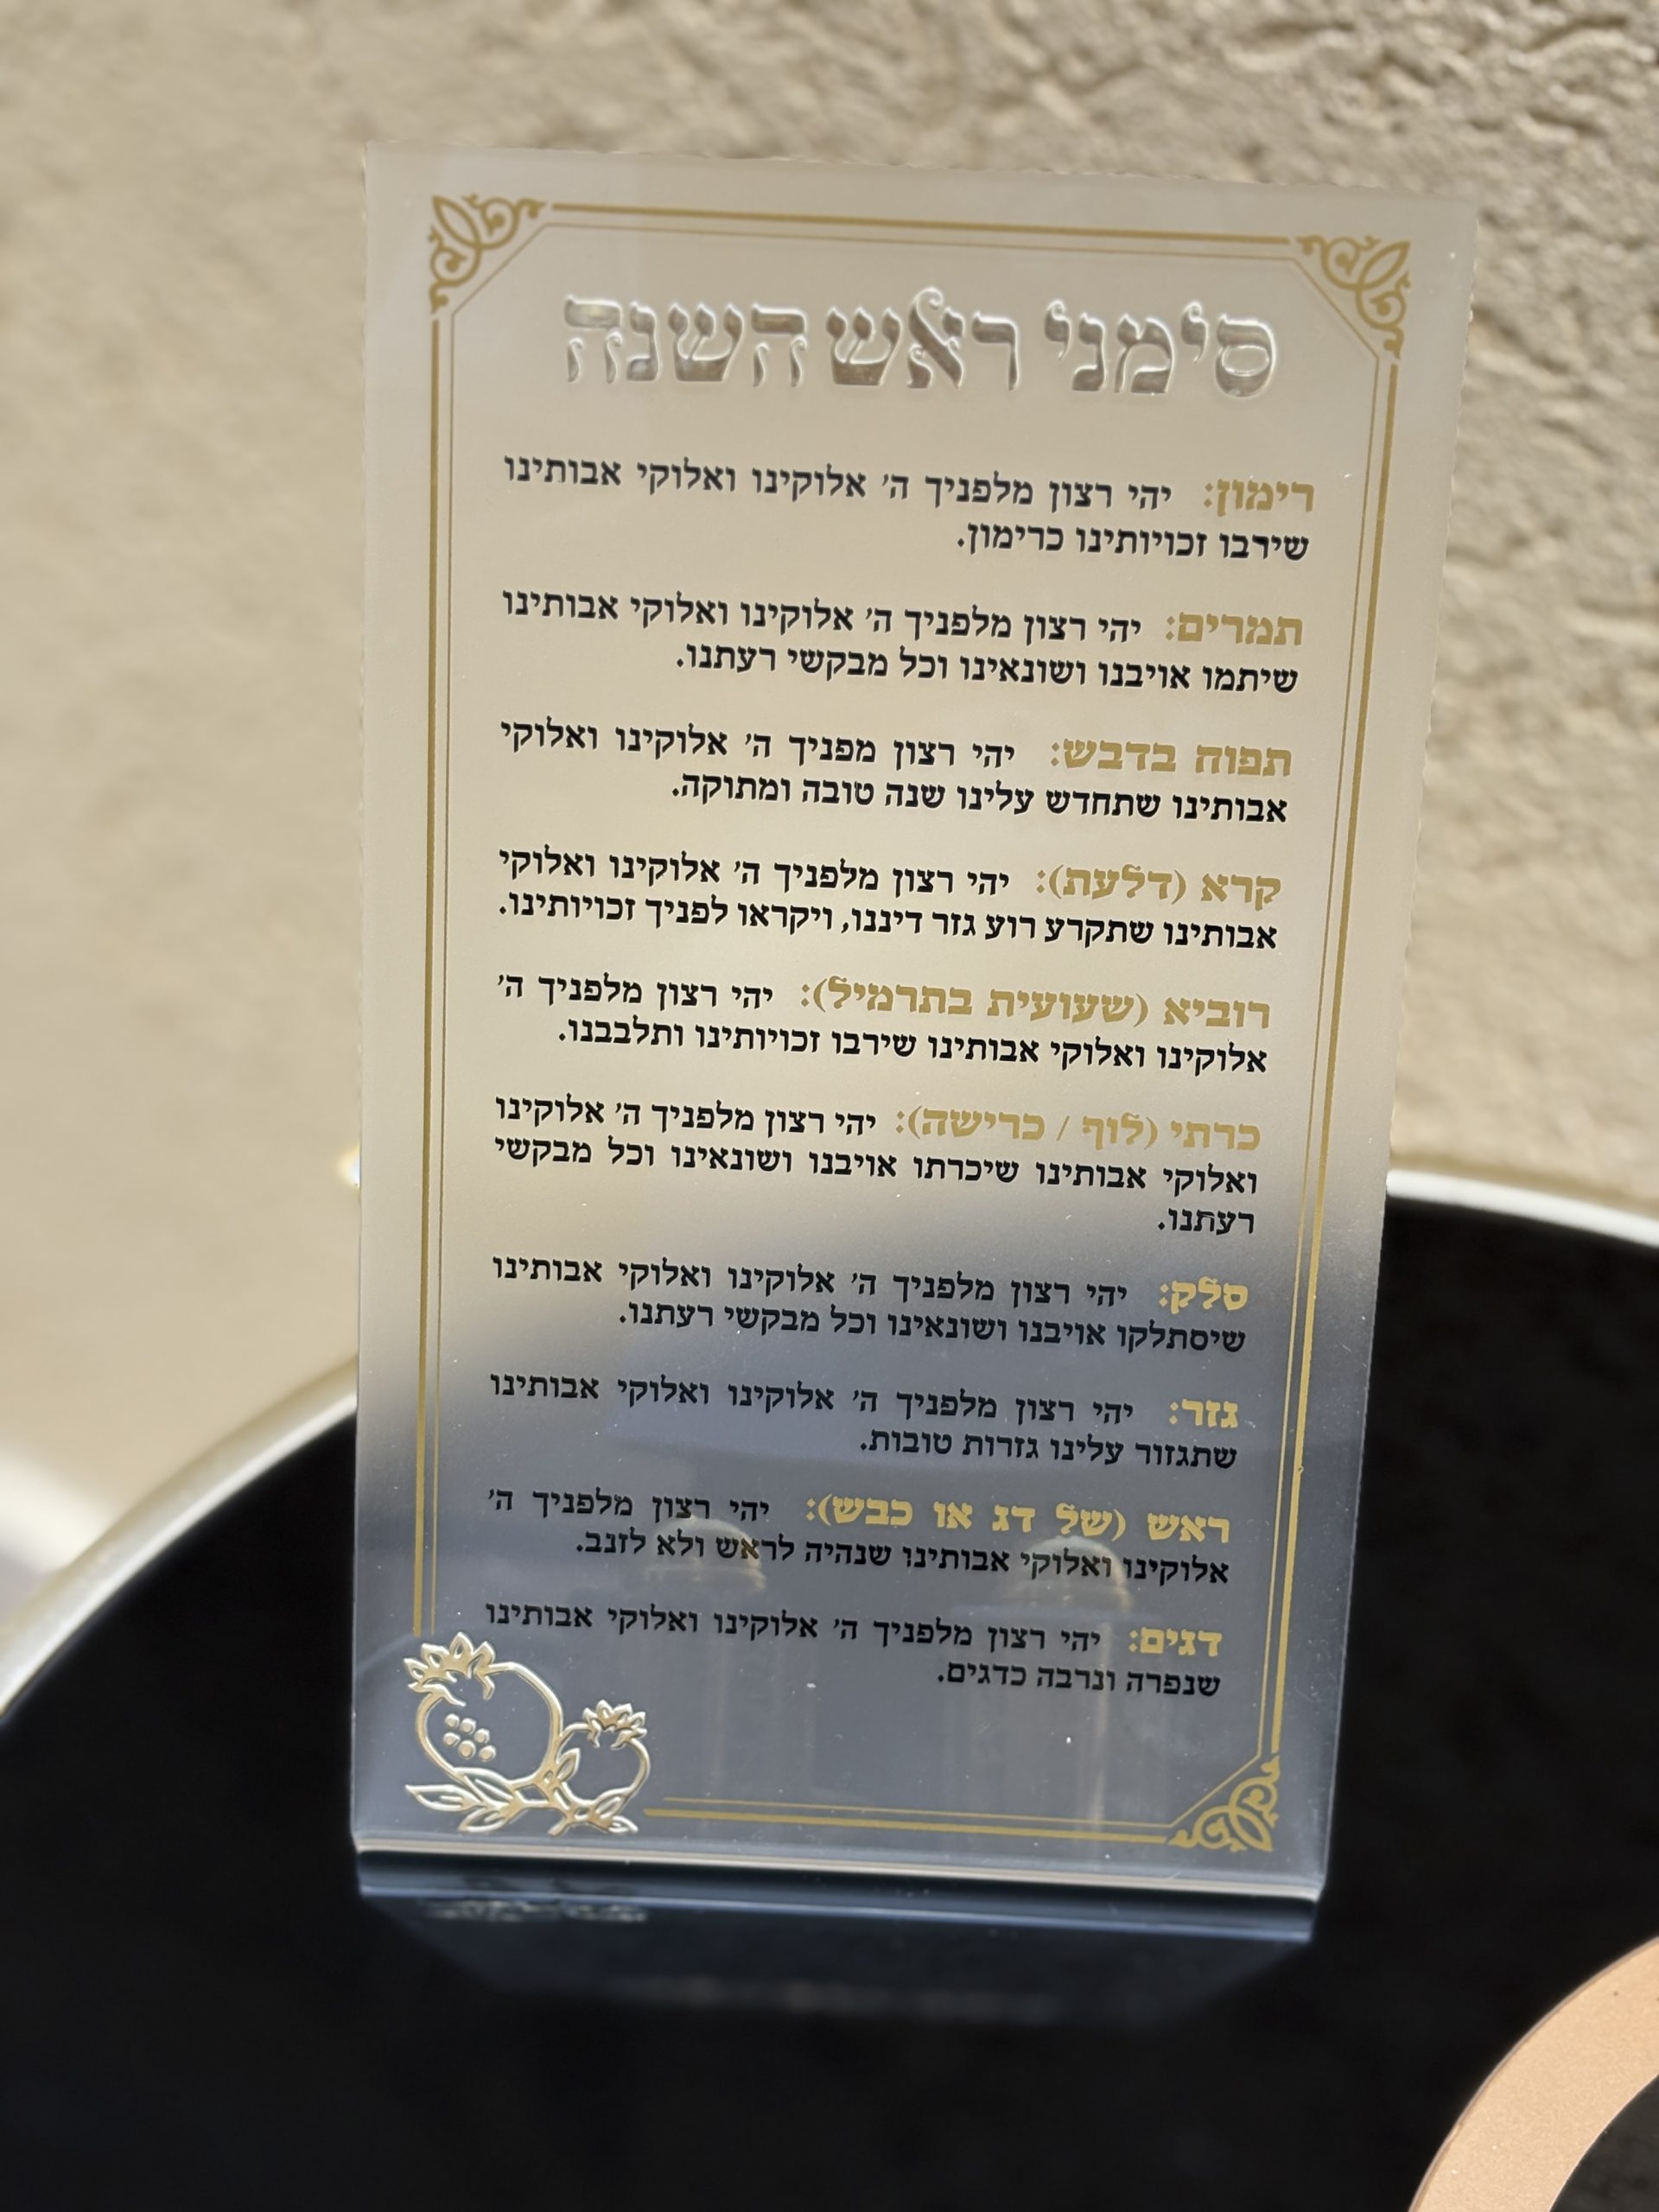 סימני ראש השנה
רימון: יהי רצון מלפניך ה' אלוקינו ואלוקי אבותינו
שירבו זכויותינו כרימון.
תמרים: יהי רצון מלפניך ה' אלוקינו ואלוקי אבותינו
שיתמו אויבנו ושונאינו וכל מבקשי רעתנו.
תפוח בדבש: יהי רצון מפניך ה' אלוקינו ואלוקי
אבותינו שתחדש עלינו שנה טובה ומתוקה.
קרא (דלעת): יהי רצון מלפניך ה' אלוקינו ואלוקי
אבותינו שתקרע רוע גזר דיננו, ויקראו לפניך זכויותינו.
רוביא (שעועית בתרמיל): יהי רצון מלפניך ה'
אלוקינו ואלוקי אבותינו שירבו זכויותינו ותלבבנו.
כרתי (לוף / כרישה): יהי רצון מלפניך ה' אלוקינו
ואלוקי אבותינו שיכרתו אויבנו ושונאינו וכל מבקשי
רעתנו.
סלק: יהי רצון מלפניך ה' אלוקינו ואלוקי אבותינו
שיסתלקו אויבנו ושונאינו וכל מבקשי רעתנו.
גזר: יהי רצון מלפניך ה' אלוקינו ואלוקי אבותינו
שתגזור עלינו גזרות טובות.
ראש (של דג או כבש): יהי רצון מלפניך ה'
אלוקינו ואלוקי אבותינו שנהיה לראש ולא לזנב.
דגים: יהי רצון מלפניך ה' אלוקינו ואלוקי אבותינו
שנפרה ונרבה כדגים.